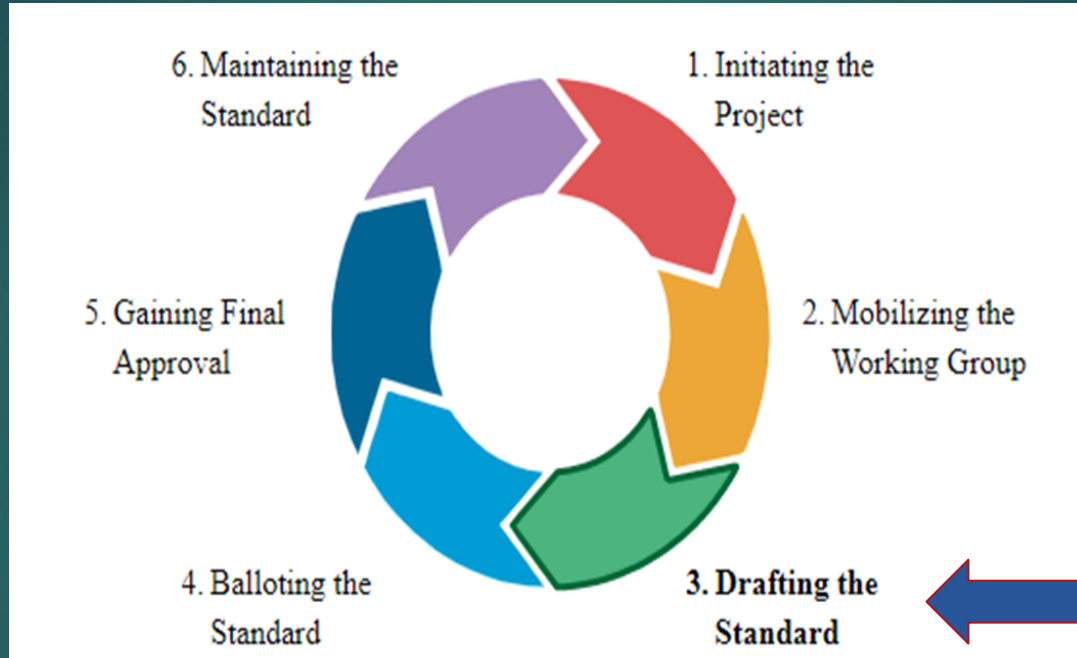 1. Initiating the
Project
2. Mobilizing the
Working Group
3. Drafting the
Standard
4. Balloting the
Standard
5. Gaining Final
Approval
6. Maintaining the
Standard